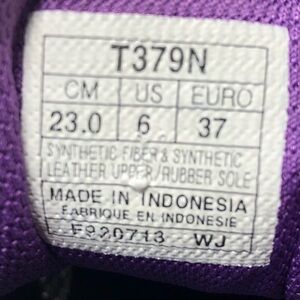 T379N
CM US EURO
23.0 6 37
SYNTHETIC FIBER & SYNTHETIC
LEATHER UPPER/RUBBER SOLE
MADE IN INDONESIA
FABRIQUE EN INDONESIE
F920713 WJ